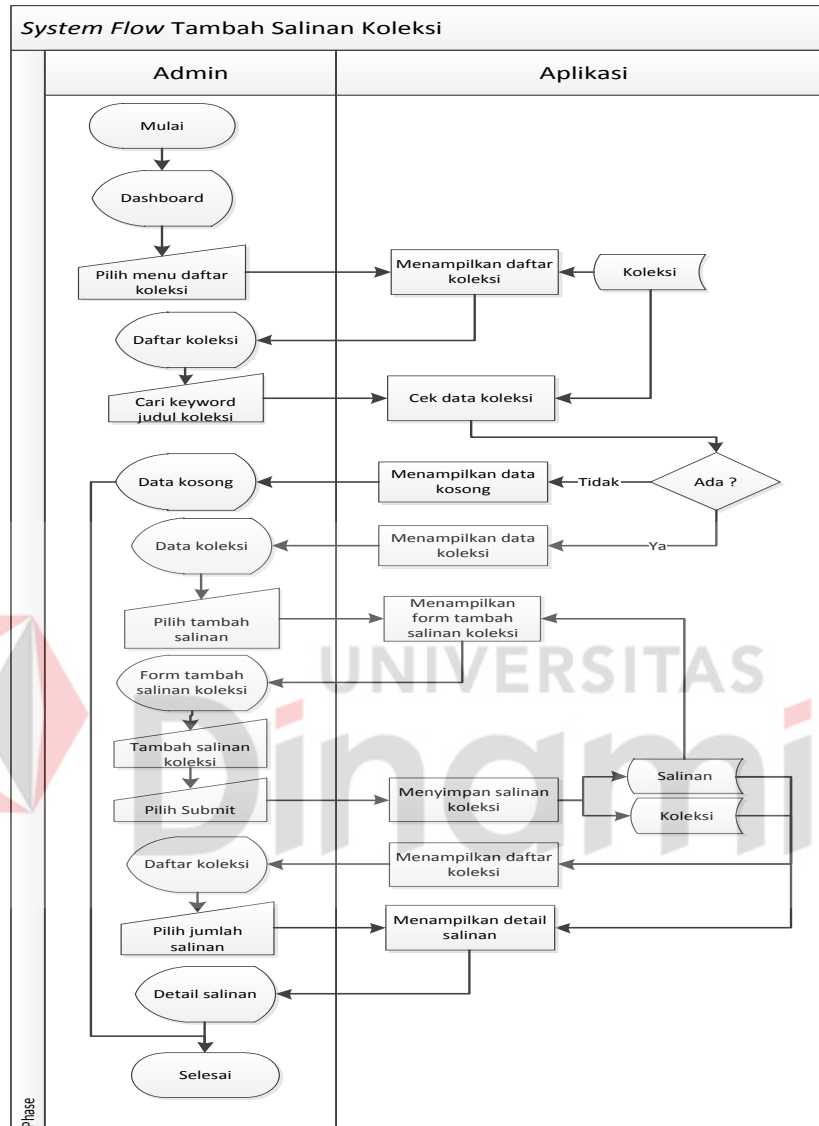 System Flow Tambah Salinan Koleksi
Admin
Aplikasi
Mulai
Dashboard
Pilih menu daftar
koleksi
Menampilkan daftar
koleksi
Koleksi
Daftar koleksi
Cari keyword
judul koleksi
Cek data koleksi
Data kosong
Menampilkan data
kosong
Tidak
Ada ?
Data koleksi
Menampilkan data
koleksi
Ya
Pilih tambah
salinan
Menampilkan
form tambah
salinan koleksi
Form tambah
salinan koleksi
UNIVERSITAS
Dinami
Tambah salinan
koleksi
Pilih Submit
Menyimpan salinan
koleksi
Salinan
Koleksi
Daftar koleksi
Menampilkan daftar
koleksi
Pilih jumlah
salinan
Menampilkan detail
salinan
Detail salinan
Selesai
Phase